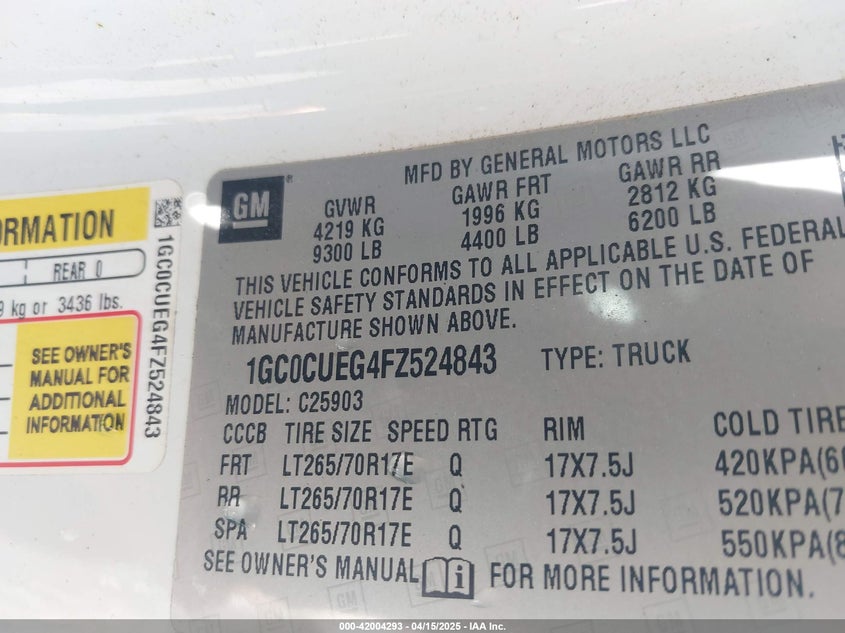 ORMATION
REAR 0
9 kg or 3436 lbs.
SEE OWNER'S
MANUAL FOR
ADDITIONAL
INFORMATION
1GC0CUEG4FZ524843
GM
MFD BY GENERAL MOTORS LLC
GVWR GAWR FRT GAWR RR
4219 KG 1996 KG 2812 KG
9300 LB 4400 LB 6200 LB
THIS VEHICLE CONFORMS TO ALL APPLICABLE U.S. FEDERAL
VEHICLE SAFETY STANDARDS IN EFFECT ON THE DATE OF
MANUFACTURE SHOWN ABOVE.
1GC0CUEG4FZ524843 TYPE: TRUCK
MODEL: C25903
CCCB TIRE SIZE SPEED RTG RIM COLD TIRE
FRT LT265/70R17E Q 17X7.5J 420KPA(6
RR LT265/70R17E Q 17X7.5J 520KPA(7
SPA LT265/70R17E Q 17X7.5J 550KPA(8
SEE OWNER'S MANUAL i FOR MORE INFORMATION.
000-42004293 - 04/15/2025 - IAA Inc.